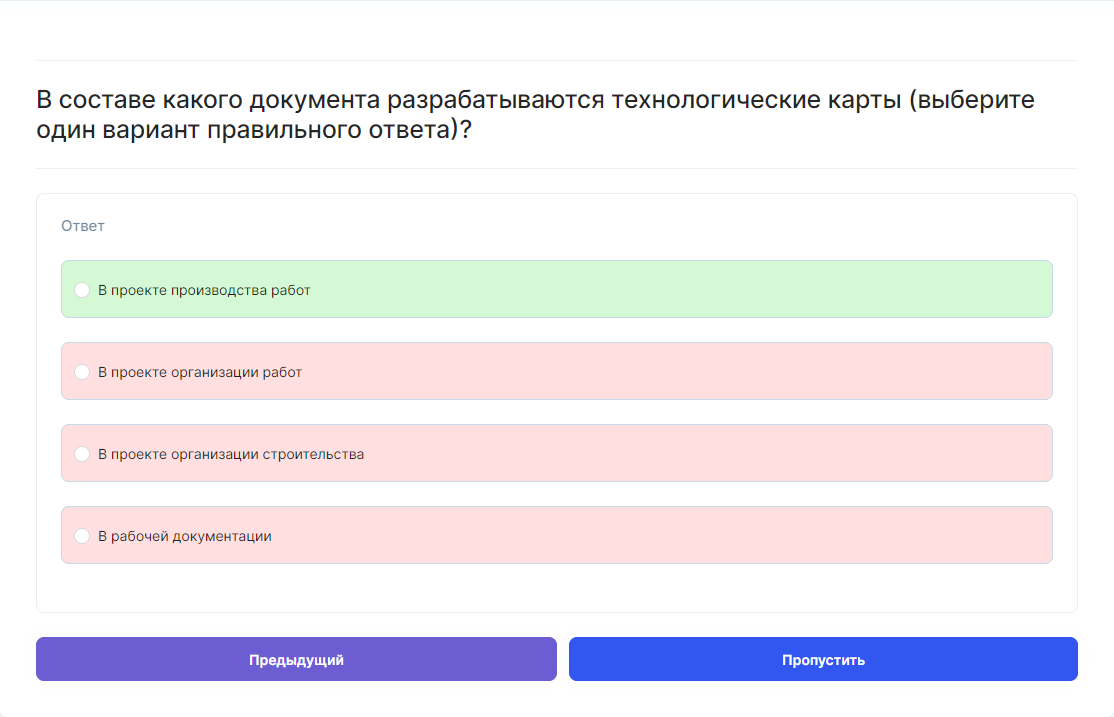 В составе какого документа разрабатываются технологические карты (выберите
один вариант правильного ответа)?
Ответ
В проекте производства работ
В проекте организации работ
В проекте организации строительства
В рабочей документации
Предыдущий
Пропустить